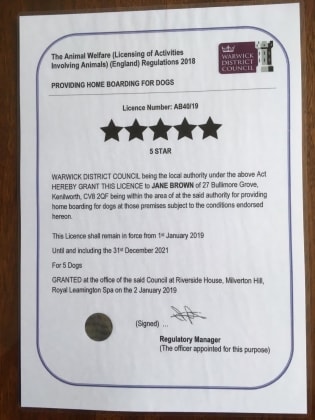 The Animal Welfare (Licensing of Activities
Involving Animals) (England) Regulations 2018
WARWICK
DISTRICT
COUNCIL
PROVIDING HOME BOARDING FOR DOGS
Licence Number: AB40/19
5 STAR
WARWICK DISTRICT COUNCIL being the local authority under the above Act
HEREBY GRANT THIS LICENCE to JANE BROWN of 27 Bullimore Grove,
Kenilworth, CV8 2QF being within the area of at the said authority for providing
home boarding for dogs at those premises subject to the conditions endorsed
hereon.
This Licence shall remain in force from 1st January 2019
Until and including the 31st December 2021
For 5 Dogs
GRANTED at the office of the said Council at Riverside House, Milverton Hill,
Royal Leamington Spa on the 2 January 2019
(Signed) ...
Regulatory Manager
(The officer appointed for this purpose)